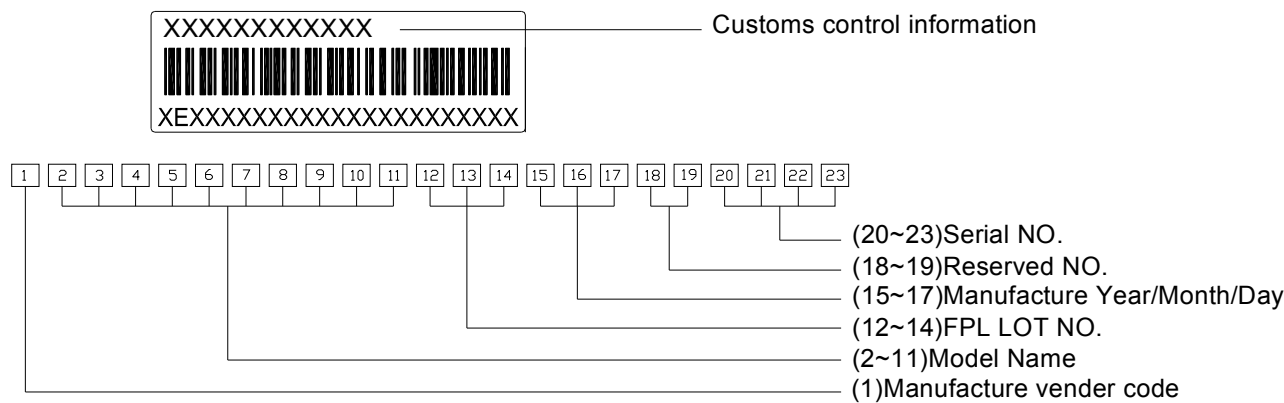 XXXXXXXXXXXX
Customs control information
XEXXXXXXXXXXXXXXXXXXXXX
1 2 3 4 5 6 7 8 9 10 11 12 13 14 15 16 17 18 19 20 21 22 23
(20~23)Serial NO.
(18~19)Reserved NO.
(15~17)Manufacture Year/Month/Day
(12~14)FPL LOT NO.
(2~11)Model Name
(1)Manufacture vender code